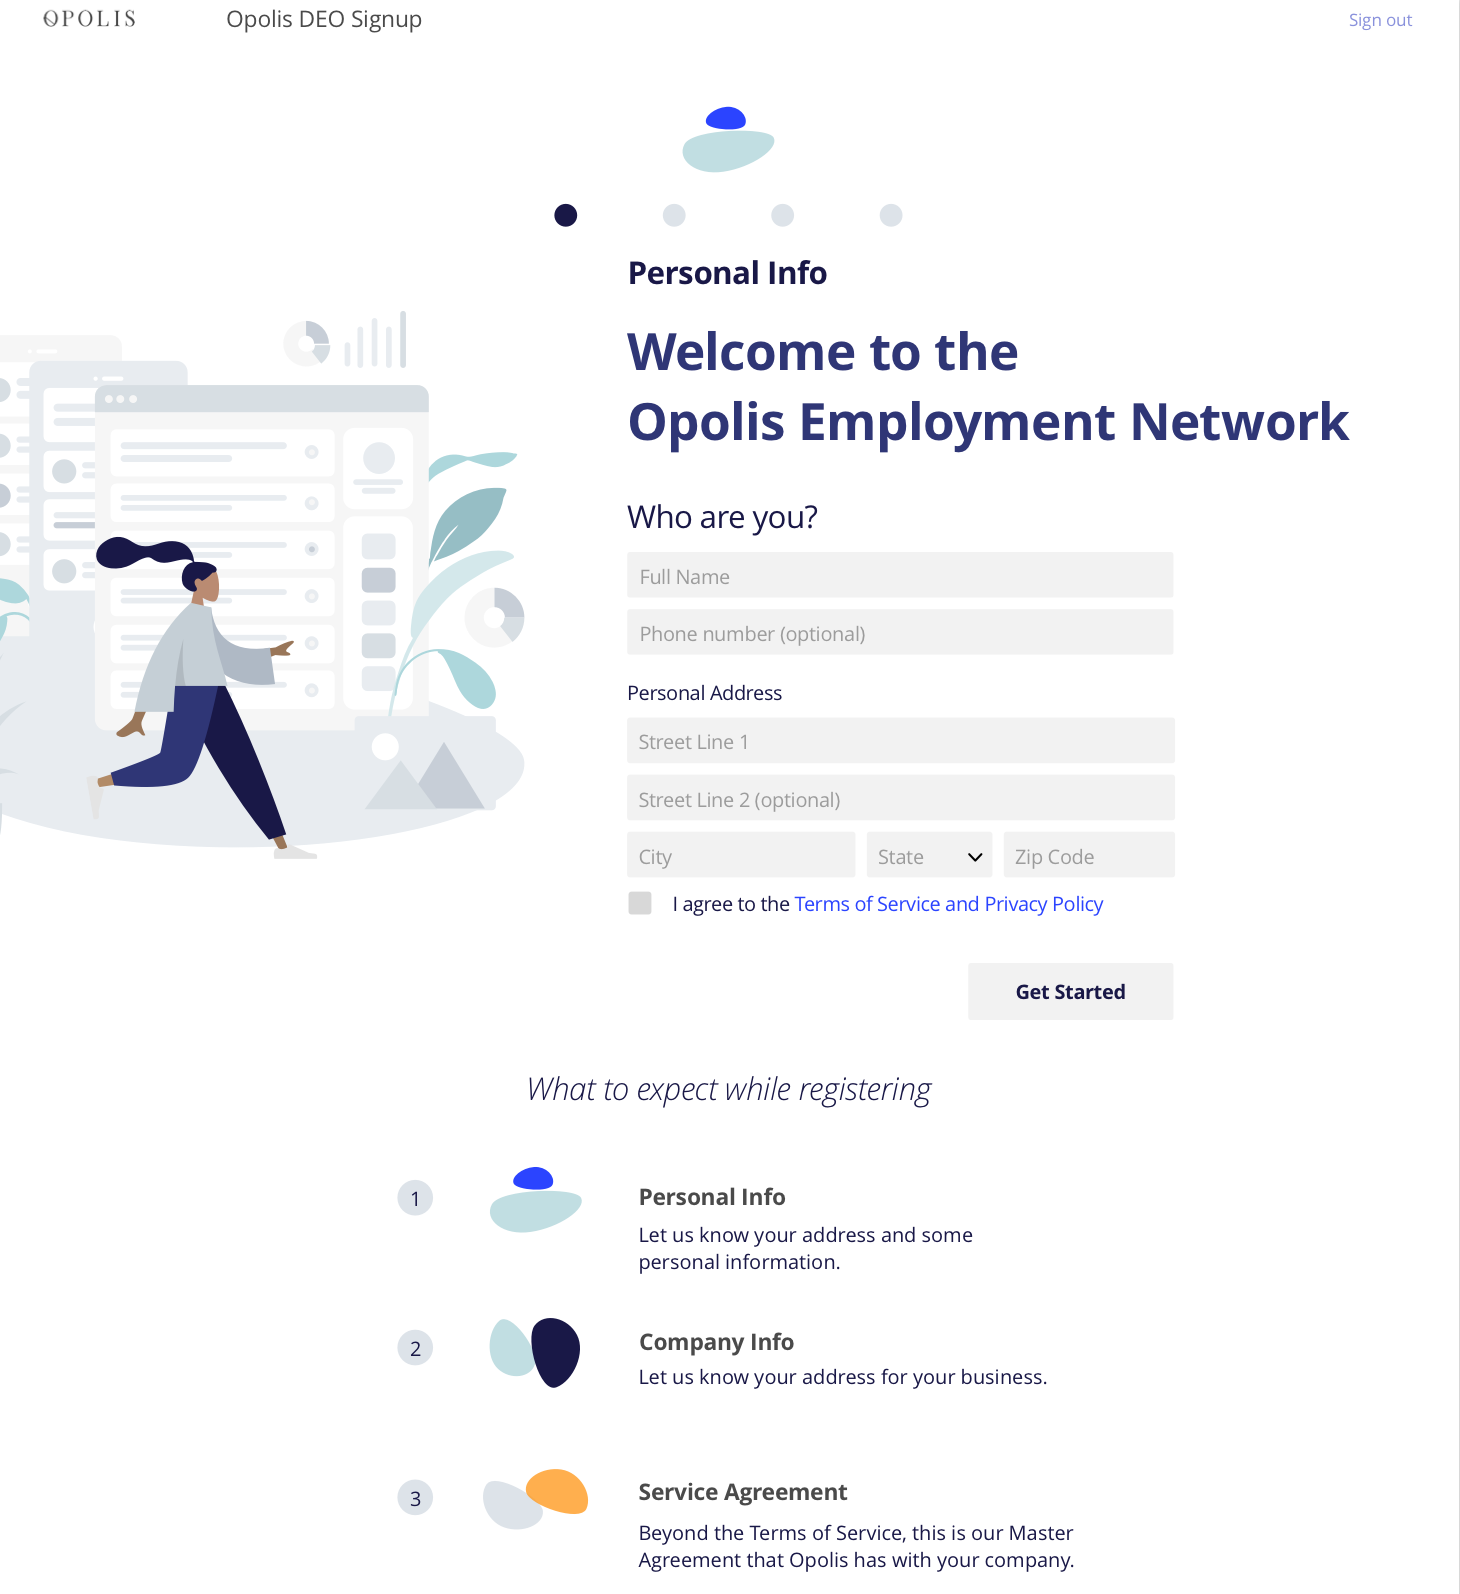 OPOLIS
Opolis DEO Signup
Sign out
Personal Info
Welcome to the
Opolis Employment Network
Who are you?
Full Name
Phone number (optional)
Personal Address
Street Line 1
Street Line 2 (optional)
City
State
Zip Code
I agree to the Terms of Service and Privacy Policy
Get Started
What to expect while registering
1
Personal Info
Let us know your address and some
personal information.
2
Company Info
Let us know your address for your business.
3
Service Agreement
Beyond the Terms of Service, this is our Master
Agreement that Opolis has with your company.